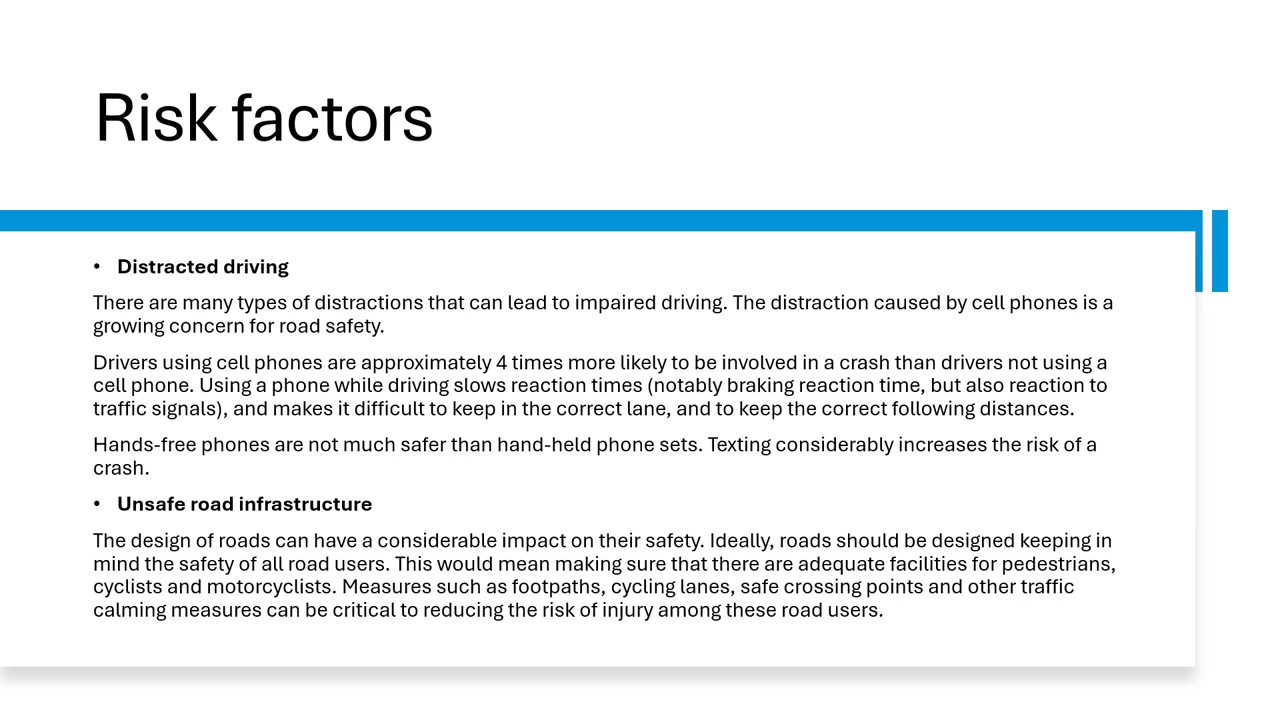 Risk factors
• Distracted driving
There are many types of distractions that can lead to impaired driving. The distraction caused by cell phones is a
growing concern for road safety.
Drivers using cell phones are approximately 4 times more likely to be involved in a crash than drivers not using a
cell phone. Using a phone while driving slows reaction times (notably braking reaction time, but also reaction to
traffic signals), and makes it difficult to keep in the correct lane, and to keep the correct following distances.
Hands-free phones are not much safer than hand-held phone sets. Texting considerably increases the risk of a
crash.
• Unsafe road infrastructure
The design of roads can have a considerable impact on their safety. Ideally, roads should be designed keeping in
mind the safety of all road users. This would mean making sure that there are adequate facilities for pedestrians,
cyclists and motorcyclists. Measures such as footpaths, cycling lanes, safe crossing points and other traffic
calming measures can be critical to reducing the risk of injury among these road users.